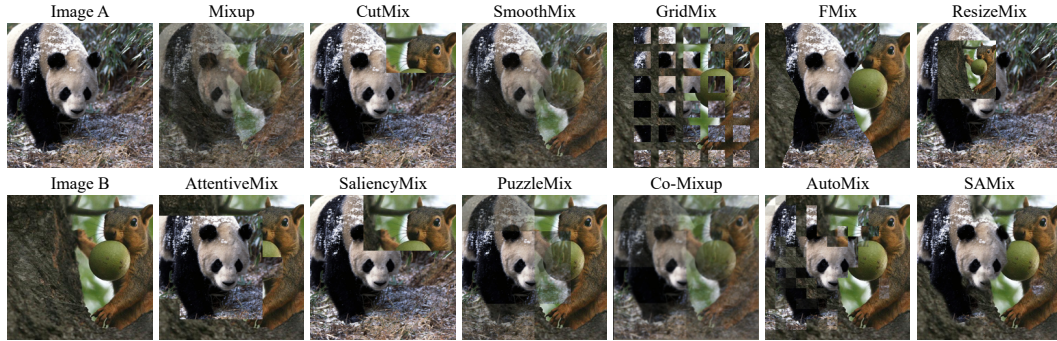 Image A Mixup CutMix SmoothMix GridMix FMix ResizeMix
Image B AttentiveMix SaliencyMix PuzzleMix Co-Mixup AutoMix SAMix